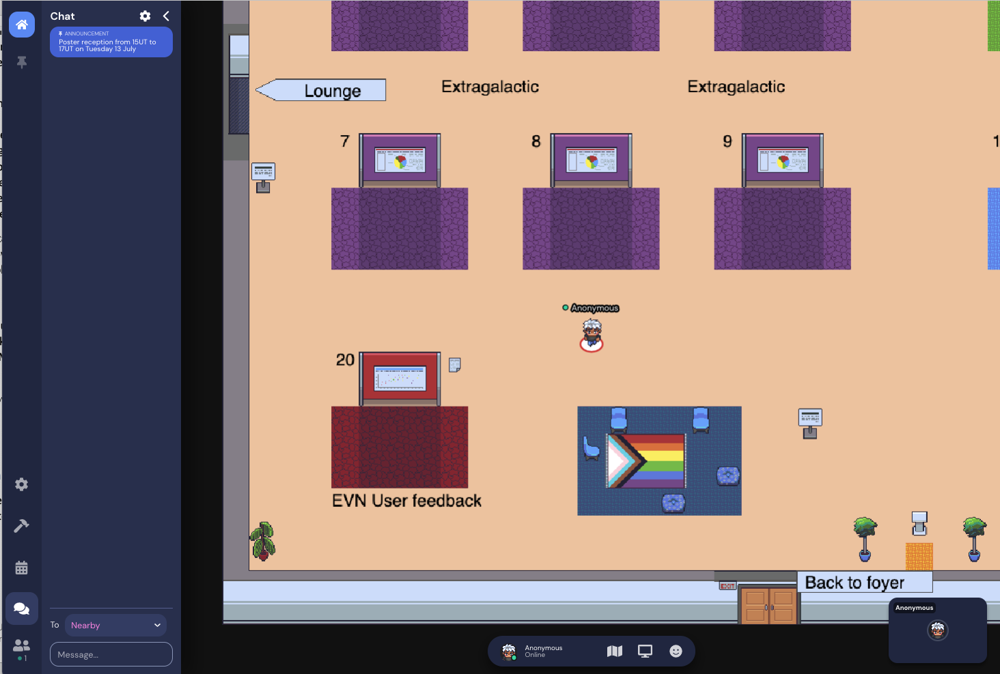 Chat
ANNOUNCEMENT
Poster reception from 15UT to
17UT on Tuesday 13 July
Lounge
Extragalactic
Extragalactic
7
8
9
1
Anonymous
20
EVN User feedback
EXIT
Back to foyer
Anonymous
To
Nearby
Message...
1
Anonymous
Online